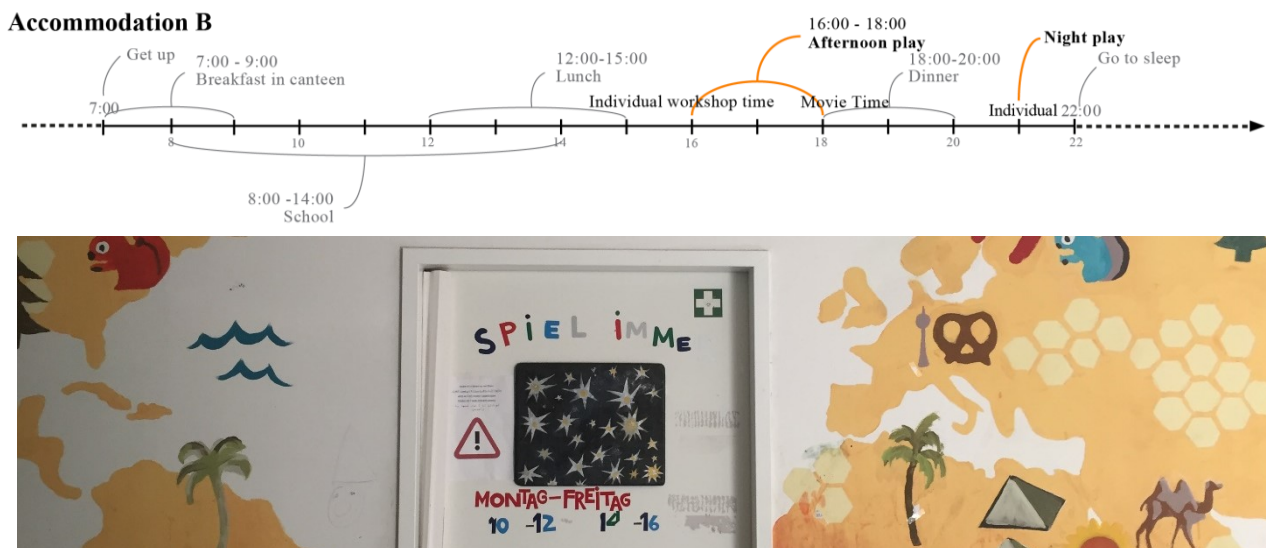 Accommodation B
Get up
7:00 - 9:00
Breakfast in canteen
12:00-15:00
Lunch
16:00 - 18:00
Afternoon play
Night play
18:00-20:00
Dinner
Go to sleep
7:00
Individual workshop time
Movie Time
Individual
22:00
8
10
12
14
16
18
20
22
8:00 -14:00
School
SPiEL iMME
MONTAG-FREiTAG
10 -12 14 -16